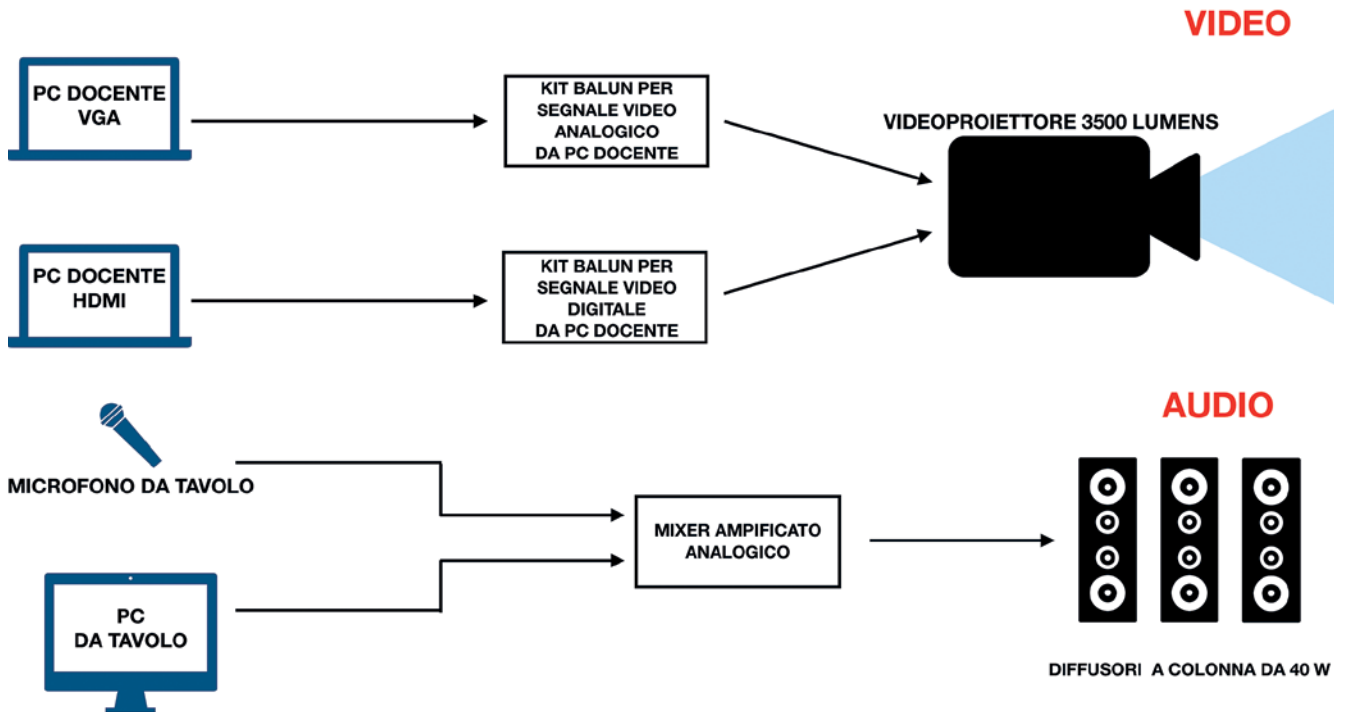 VIDEO
PC DOCENTE
VGA
KIT BALUN PER
SEGNALE VIDEO
ANALOGICO
DA PC DOCENTE
VIDEOPROIETTORE 3500 LUMENS
PC DOCENTE
HDMI
KIT BALUN PER
SEGNALE VIDEO
DIGITALE
DA PC DOCENTE
AUDIO
MICROFONO DA TAVOLO
MIXER AMPIFICATO
ANALOGICO
PC
DA TAVOLO
DIFFUSORI A COLONNA DA 40 W